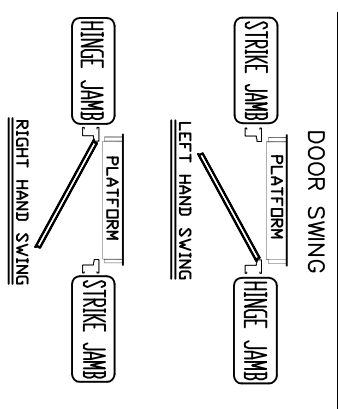 DOOR SWING
STRIKE JAMB
PLATFORM
HINGE JAMB
LEFT HAND SWING
HINGE JAMB
PLATFORM
STRIKE JAMB
RIGHT HAND SWING